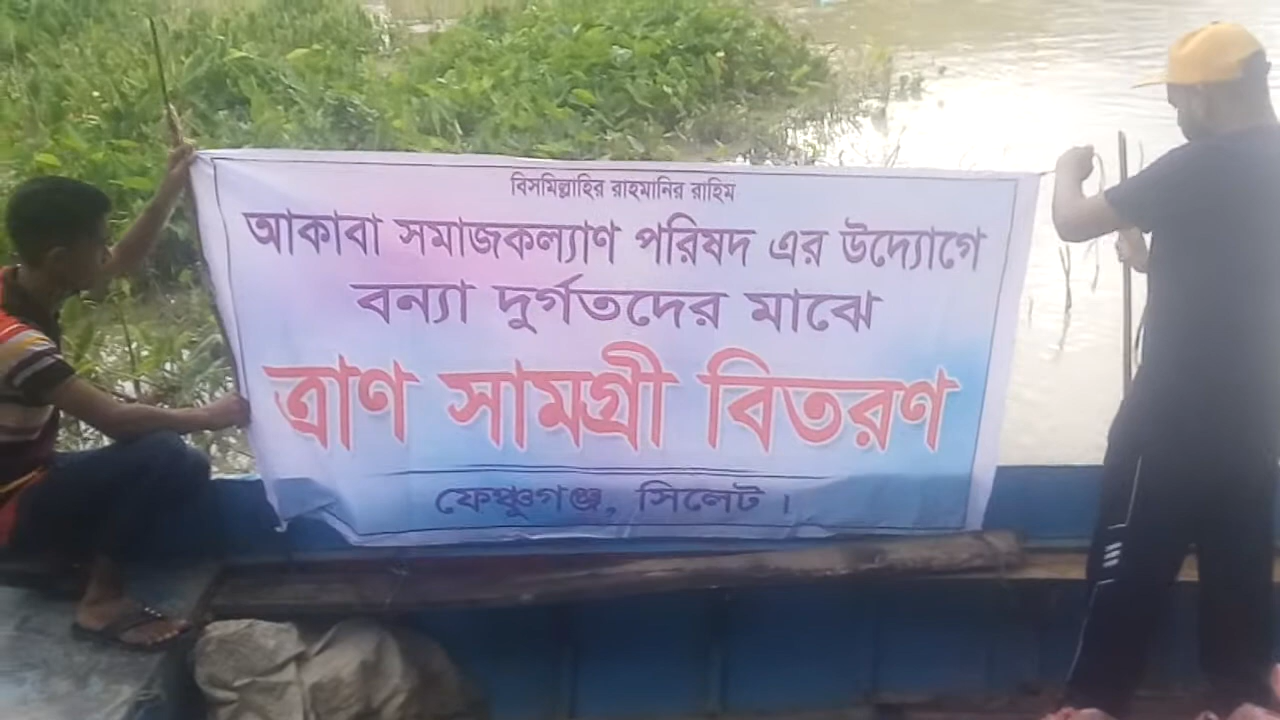 বিসমিল্লাহির রাহমানির রাহিম
আকাবা সমাজকল্যাণ পরিষদ এর উদ্যোগে
বন্যা দুর্গতদের মাঝে
ত্রাণ সামগ্রী বিতরণ
ফেঞ্চুগঞ্জ, সিলেট।